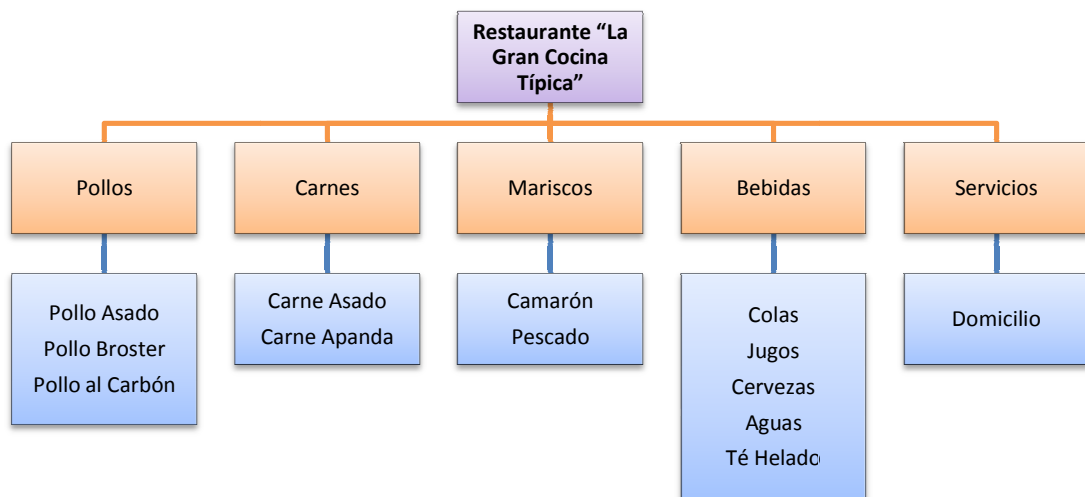 Restaurante “La
Gran Cocina
Típica”
Pollos
Carnes
Mariscos
Bebidas
Servicios
Pollo Asado
Pollo Broster
Pollo al Carbón
Carne Asado
Carne Apanda
Camarón
Pescado
Colas
Jugos
Cervezas
Aguas
Té Helado
Domicilio